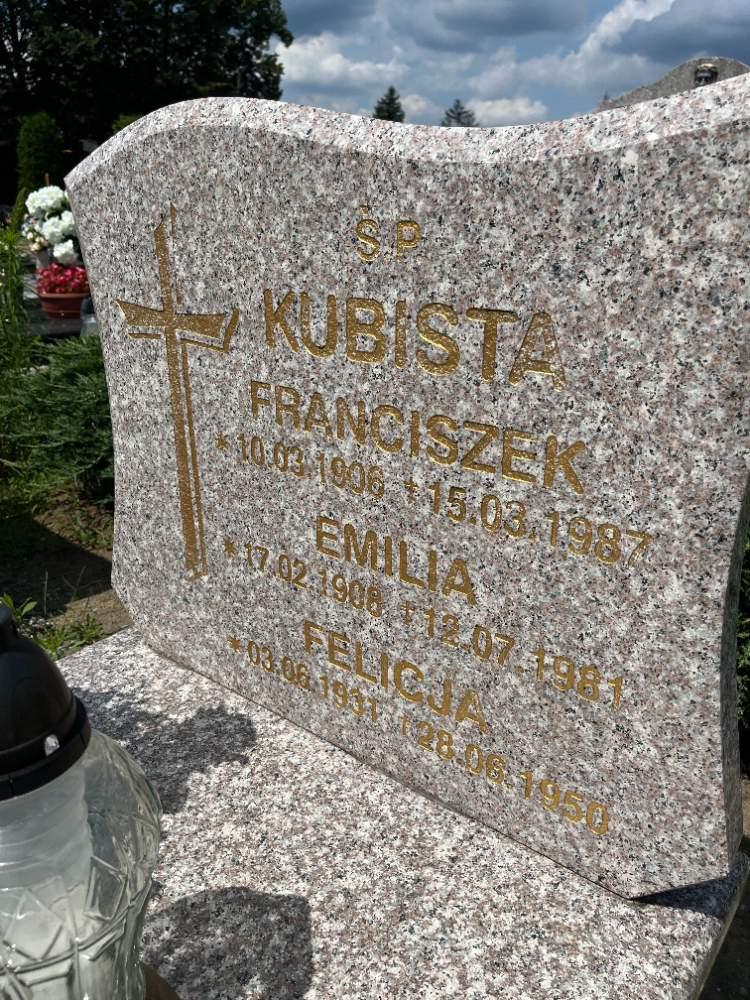 Ś.P.
KUBISTA
FRANCISZEK
* 10.03.1906 † 15.03.1987
EMILIA
* 17.02.1908 † 12.07.1981
FELICJA
* 03.06.1931 † 28.06.1950